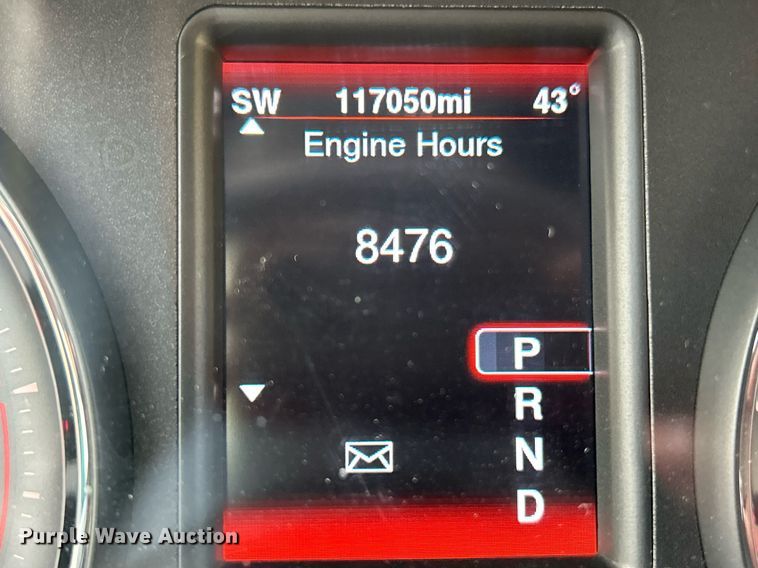 SW 117050mi 43°
Engine Hours
8476
P
R
N
D
Purple Wave Auction